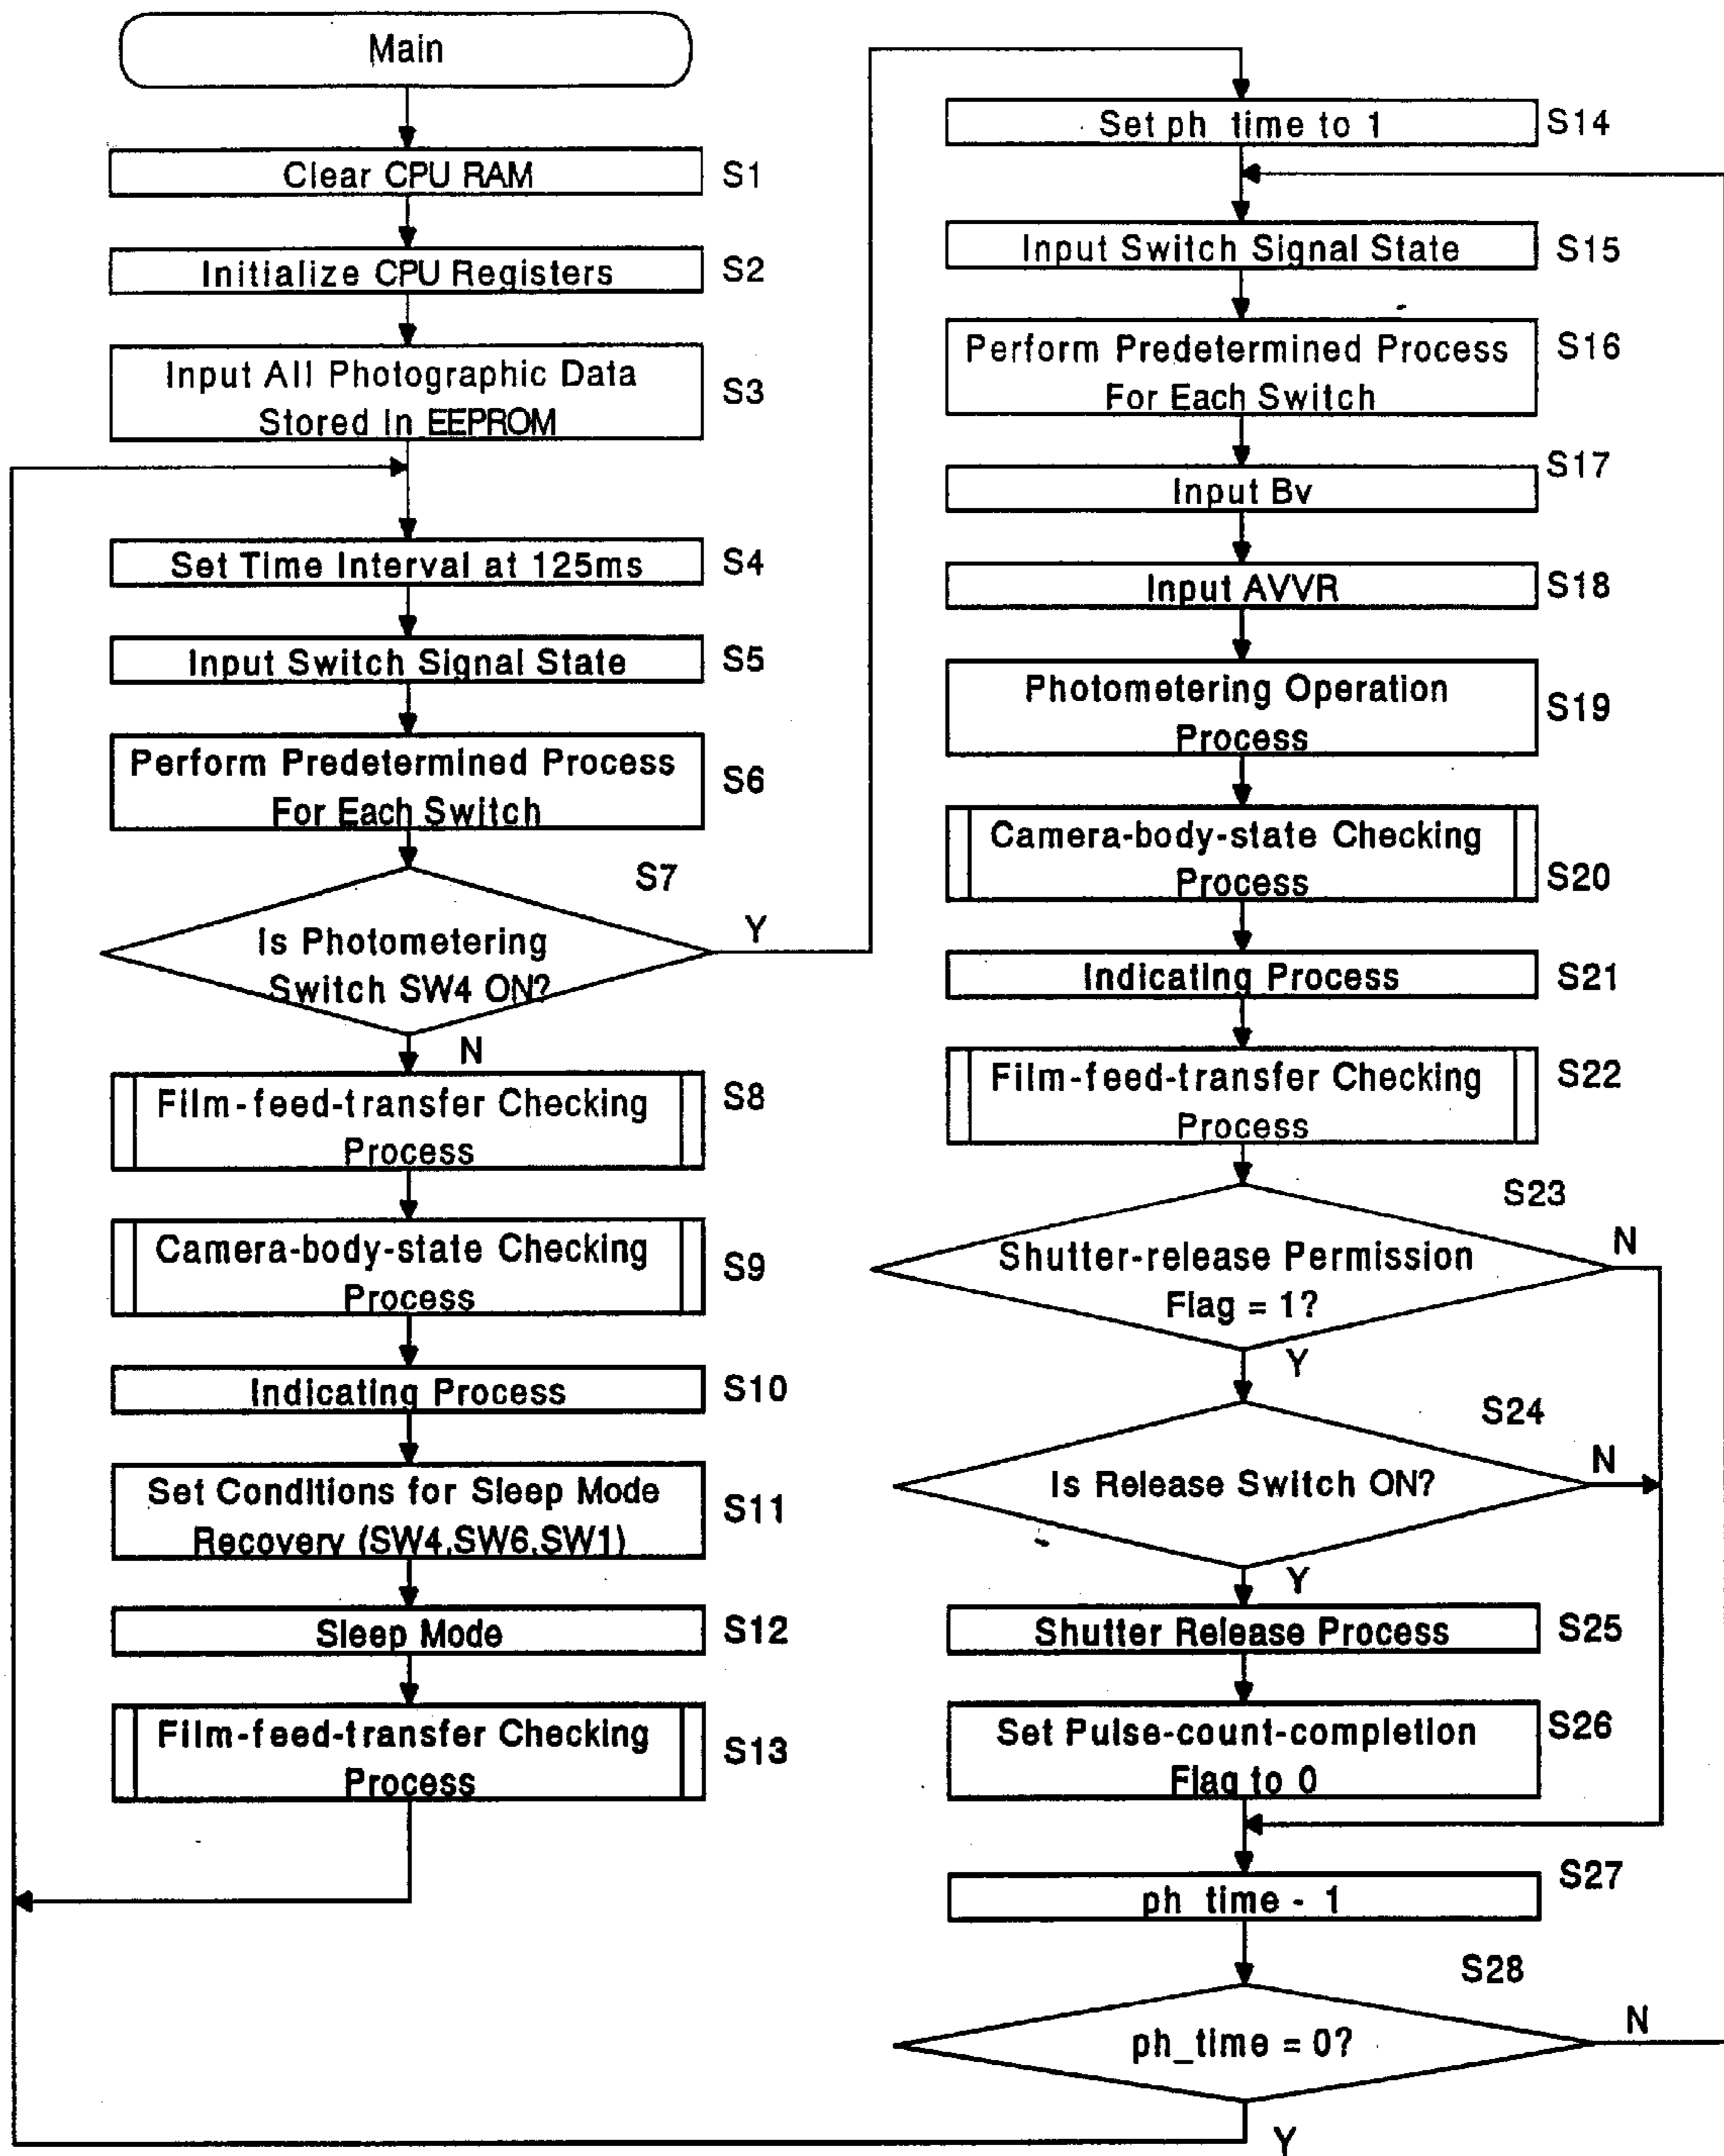 Main
Clear CPU RAM
S1
Initialize CPU Registers
S2
Input All Photographic Data
Stored In EEPROM
S3
Set Time Interval at 125ms
S4
Input Switch Signal State
S5
Perform Predetermined Process
For Each Switch
S6
S7
Is Photometering
Switch SW4 ON?
Y
N
Film-feed-transfer Checking
Process
S8
Camera-body-state Checking
Process
S9
Indicating Process
S10
Set Conditions for Sleep Mode
Recovery (SW4,SW6,SW1)
S11
Sleep Mode
S12
Film-feed-transfer Checking
Process
S13
Set ph time to 1
S14
Input Switch Signal State
S15
Perform Predetermined Process
For Each Switch
S16
S17
Input Bv
Input AVVR
S18
Photometering Operation
Process
S19
Camera-body-state Checking
Process
S20
Indicating Process
S21
Film-feed-transfer Checking
Process
S22
S23
Shutter-release Permission
Flag = 1?
N
Y
S24
Is Release Switch ON?
N
Y
Shutter Release Process
S25
Set Pulse-count-completion
Flag to 0
S26
S27
ph time - 1
S28
ph_time = 0?
N
Y